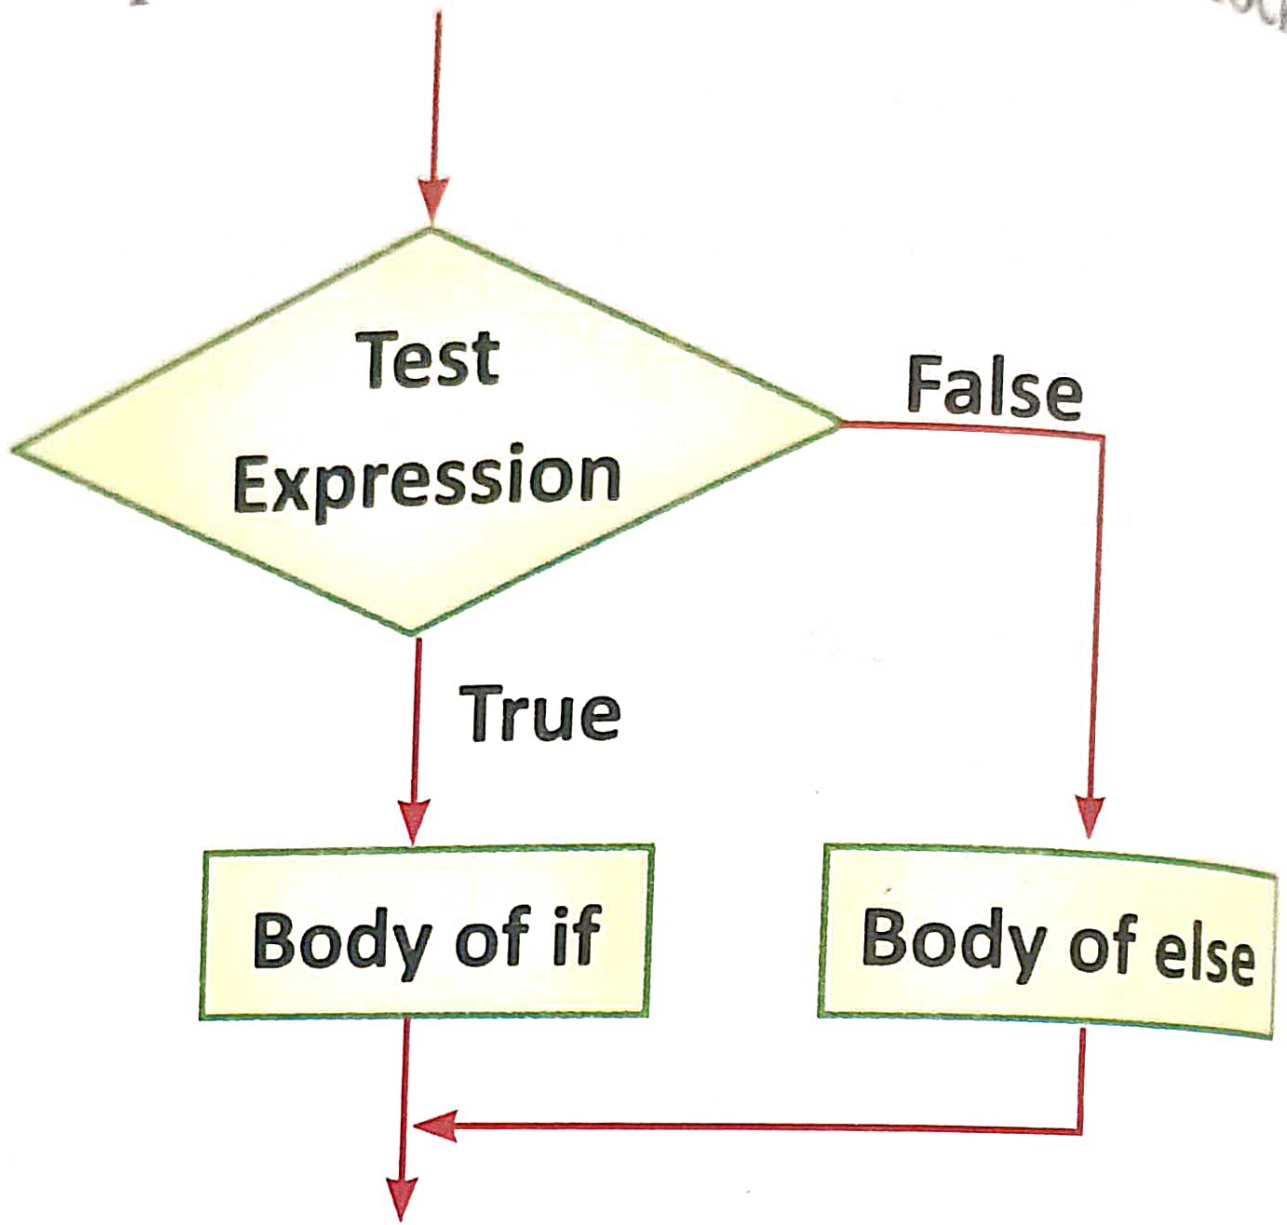 Test
Expression
False
True
Body of if
Body of else